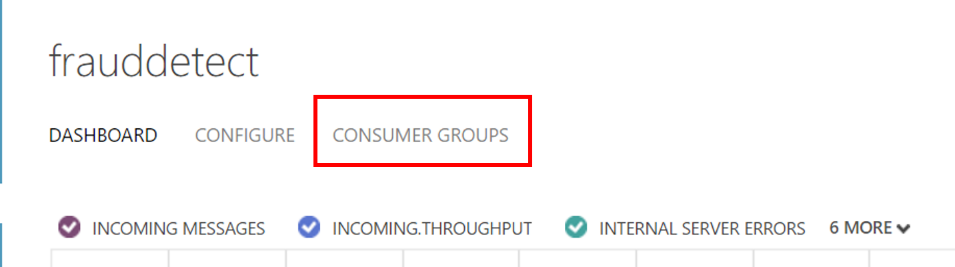 frauddetect
DASHBOARD CONFIGURE CONSUMER GROUPS
INCOMING MESSAGES INCOMING.THROUGHPUT INTERNAL SERVER ERRORS 6 MORE